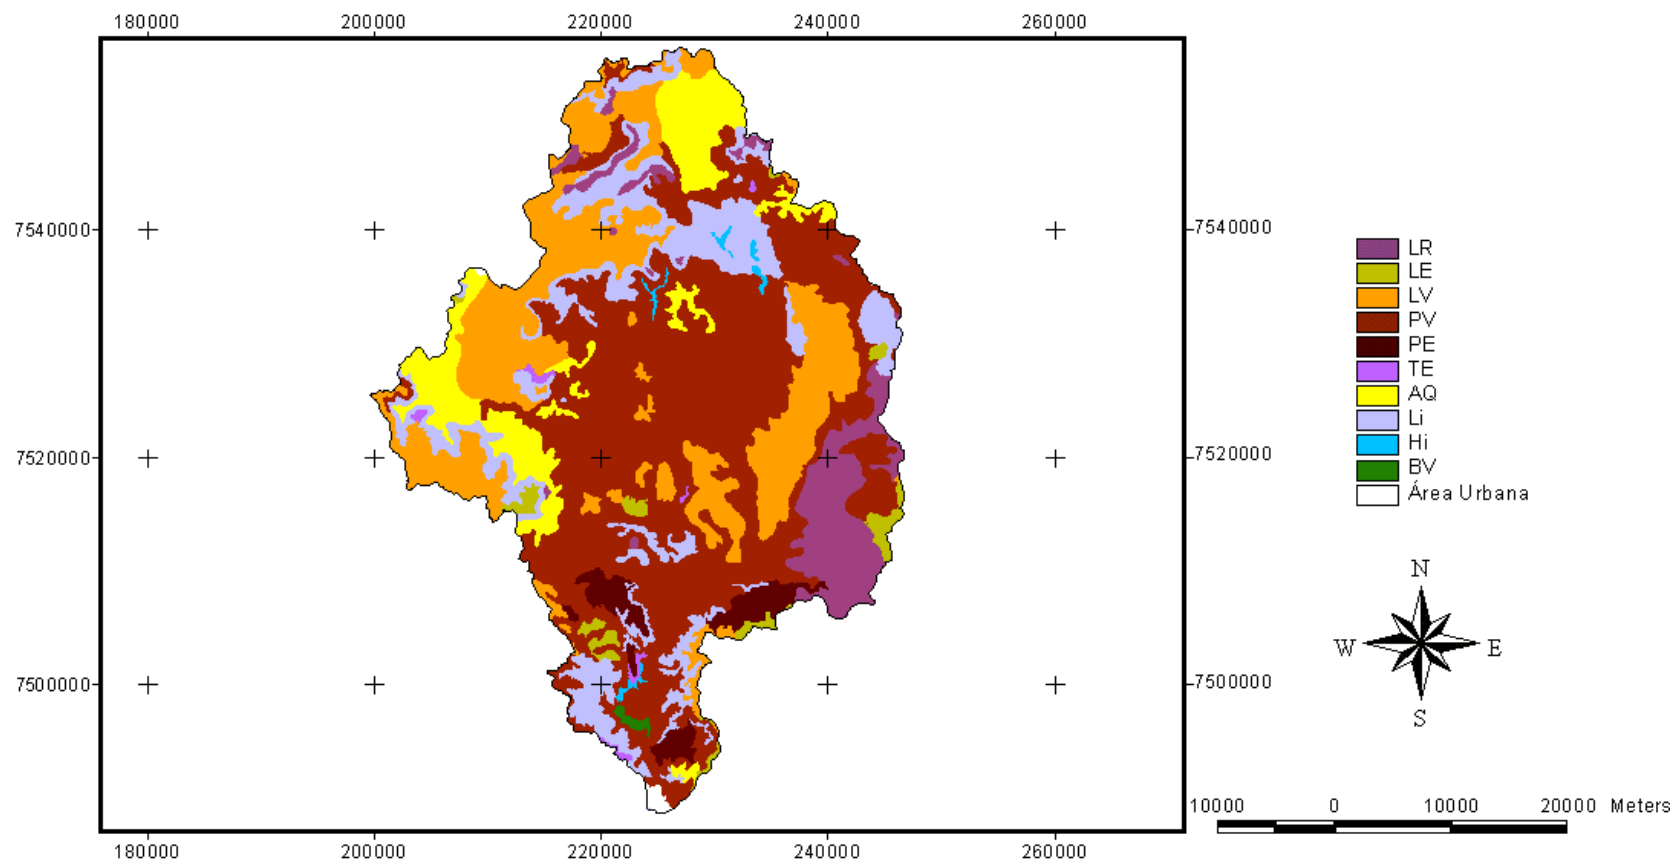 180000 200000 220000 240000 260000
7540000 7540000
7520000 7520000
7500000 7500000
180000 200000 220000 240000 260000
LR
LE
LV
PV
PE
TE
AQ
Li
Hi
BV
Área Urbana
N
W E
S
10000 0 10000 20000 Meters